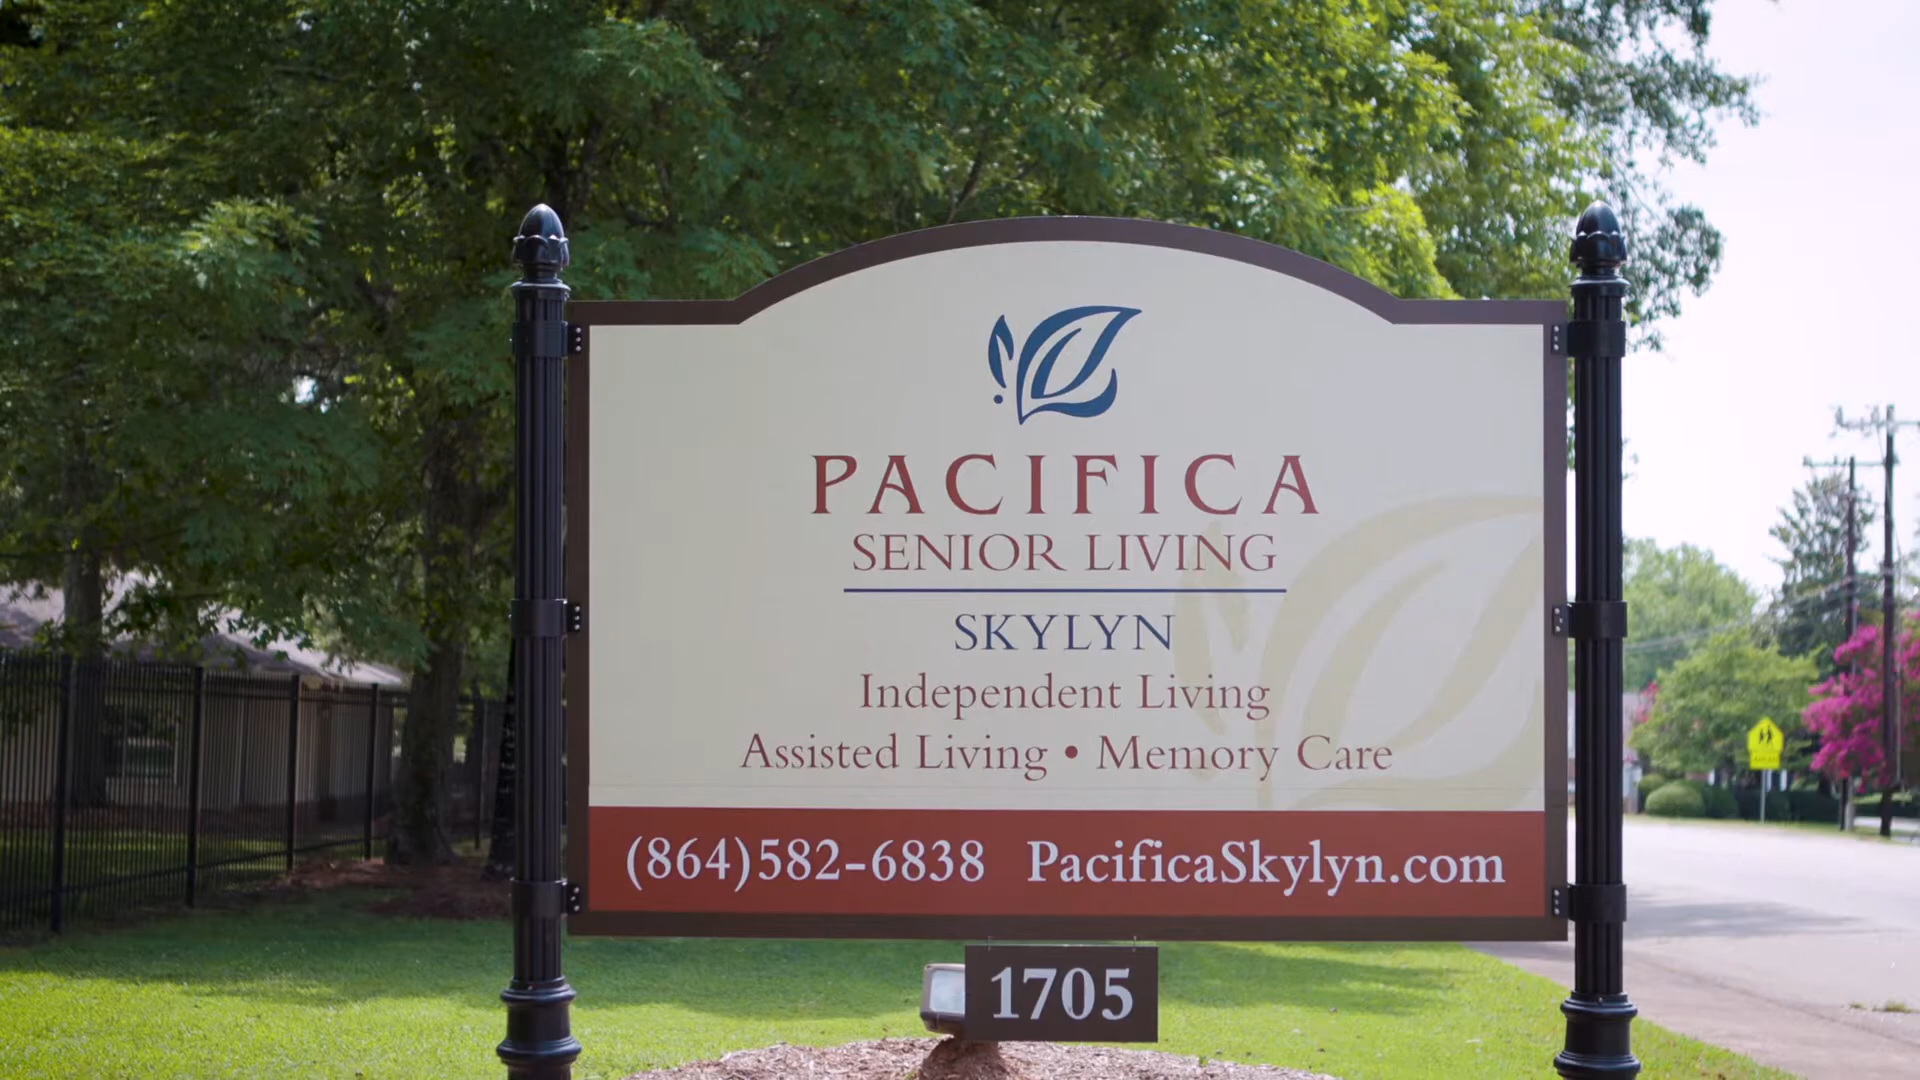 PACIFICA
SENIOR LIVING
SKYLYN
Independent Living
Assisted Living • Memory Care
(864)582-6838 PacificaSkylyn.com
1705